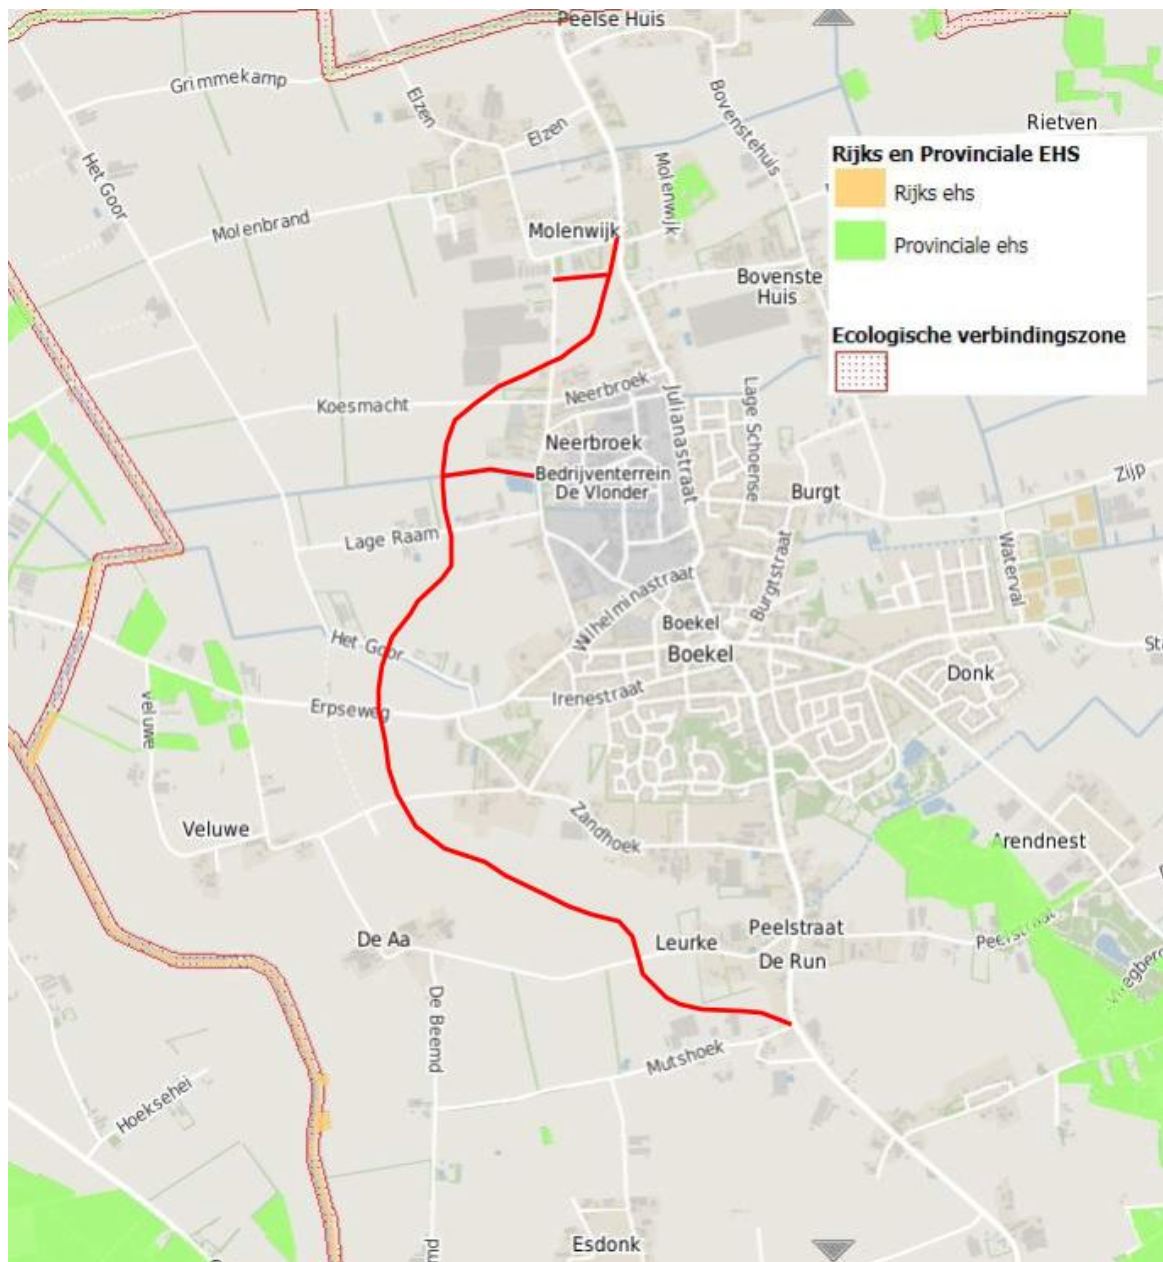 Peelse Huis
Grimmekamp
Elzen
Elzen
Bovenstehuis
Rietven
Het Goor
Molenwijk
Molenbrand
Molenwijk
Bovenste
Huis
Rijks en Provinciale EHS
Rijks ehs
Provinciale ehs
Ecologische verbindingszone
Koesmacht
Neerbroek
Julianastraat
Lage Schoense
Neerbroek
Bedrijventerrein
De Vlonder
Burgt
Zijp
Lage Raam
Wilhelminastraat
Burgtstraat
Waterval
Het Goor
Boekel
Boekel
Donk
Sta
Veluwe
Erpseweg
Irenestraat
Veluwe
Zandhoek
Arendnest
De Aa
Leurke
Peelstraat
De Run
Peelstraat
De Beemd
Mutshoek
Hoeksehei
Esdonk